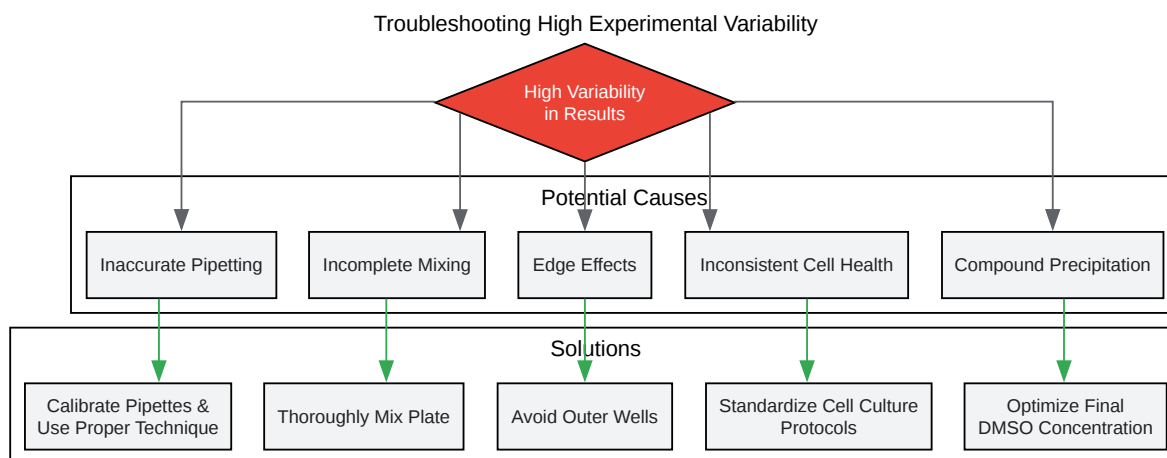 Troubleshooting High Experimental Variability
High Variability
in Results
Potential Causes
Inaccurate Pipetting
Incomplete Mixing
Edge Effects
Inconsistent Cell Health
Compound Precipitation
Solutions
Calibrate Pipettes &
Use Proper Technique
Thoroughly Mix Plate
Avoid Outer Wells
Standardize Cell Culture
Protocols
Optimize Final
DMSO Concentration